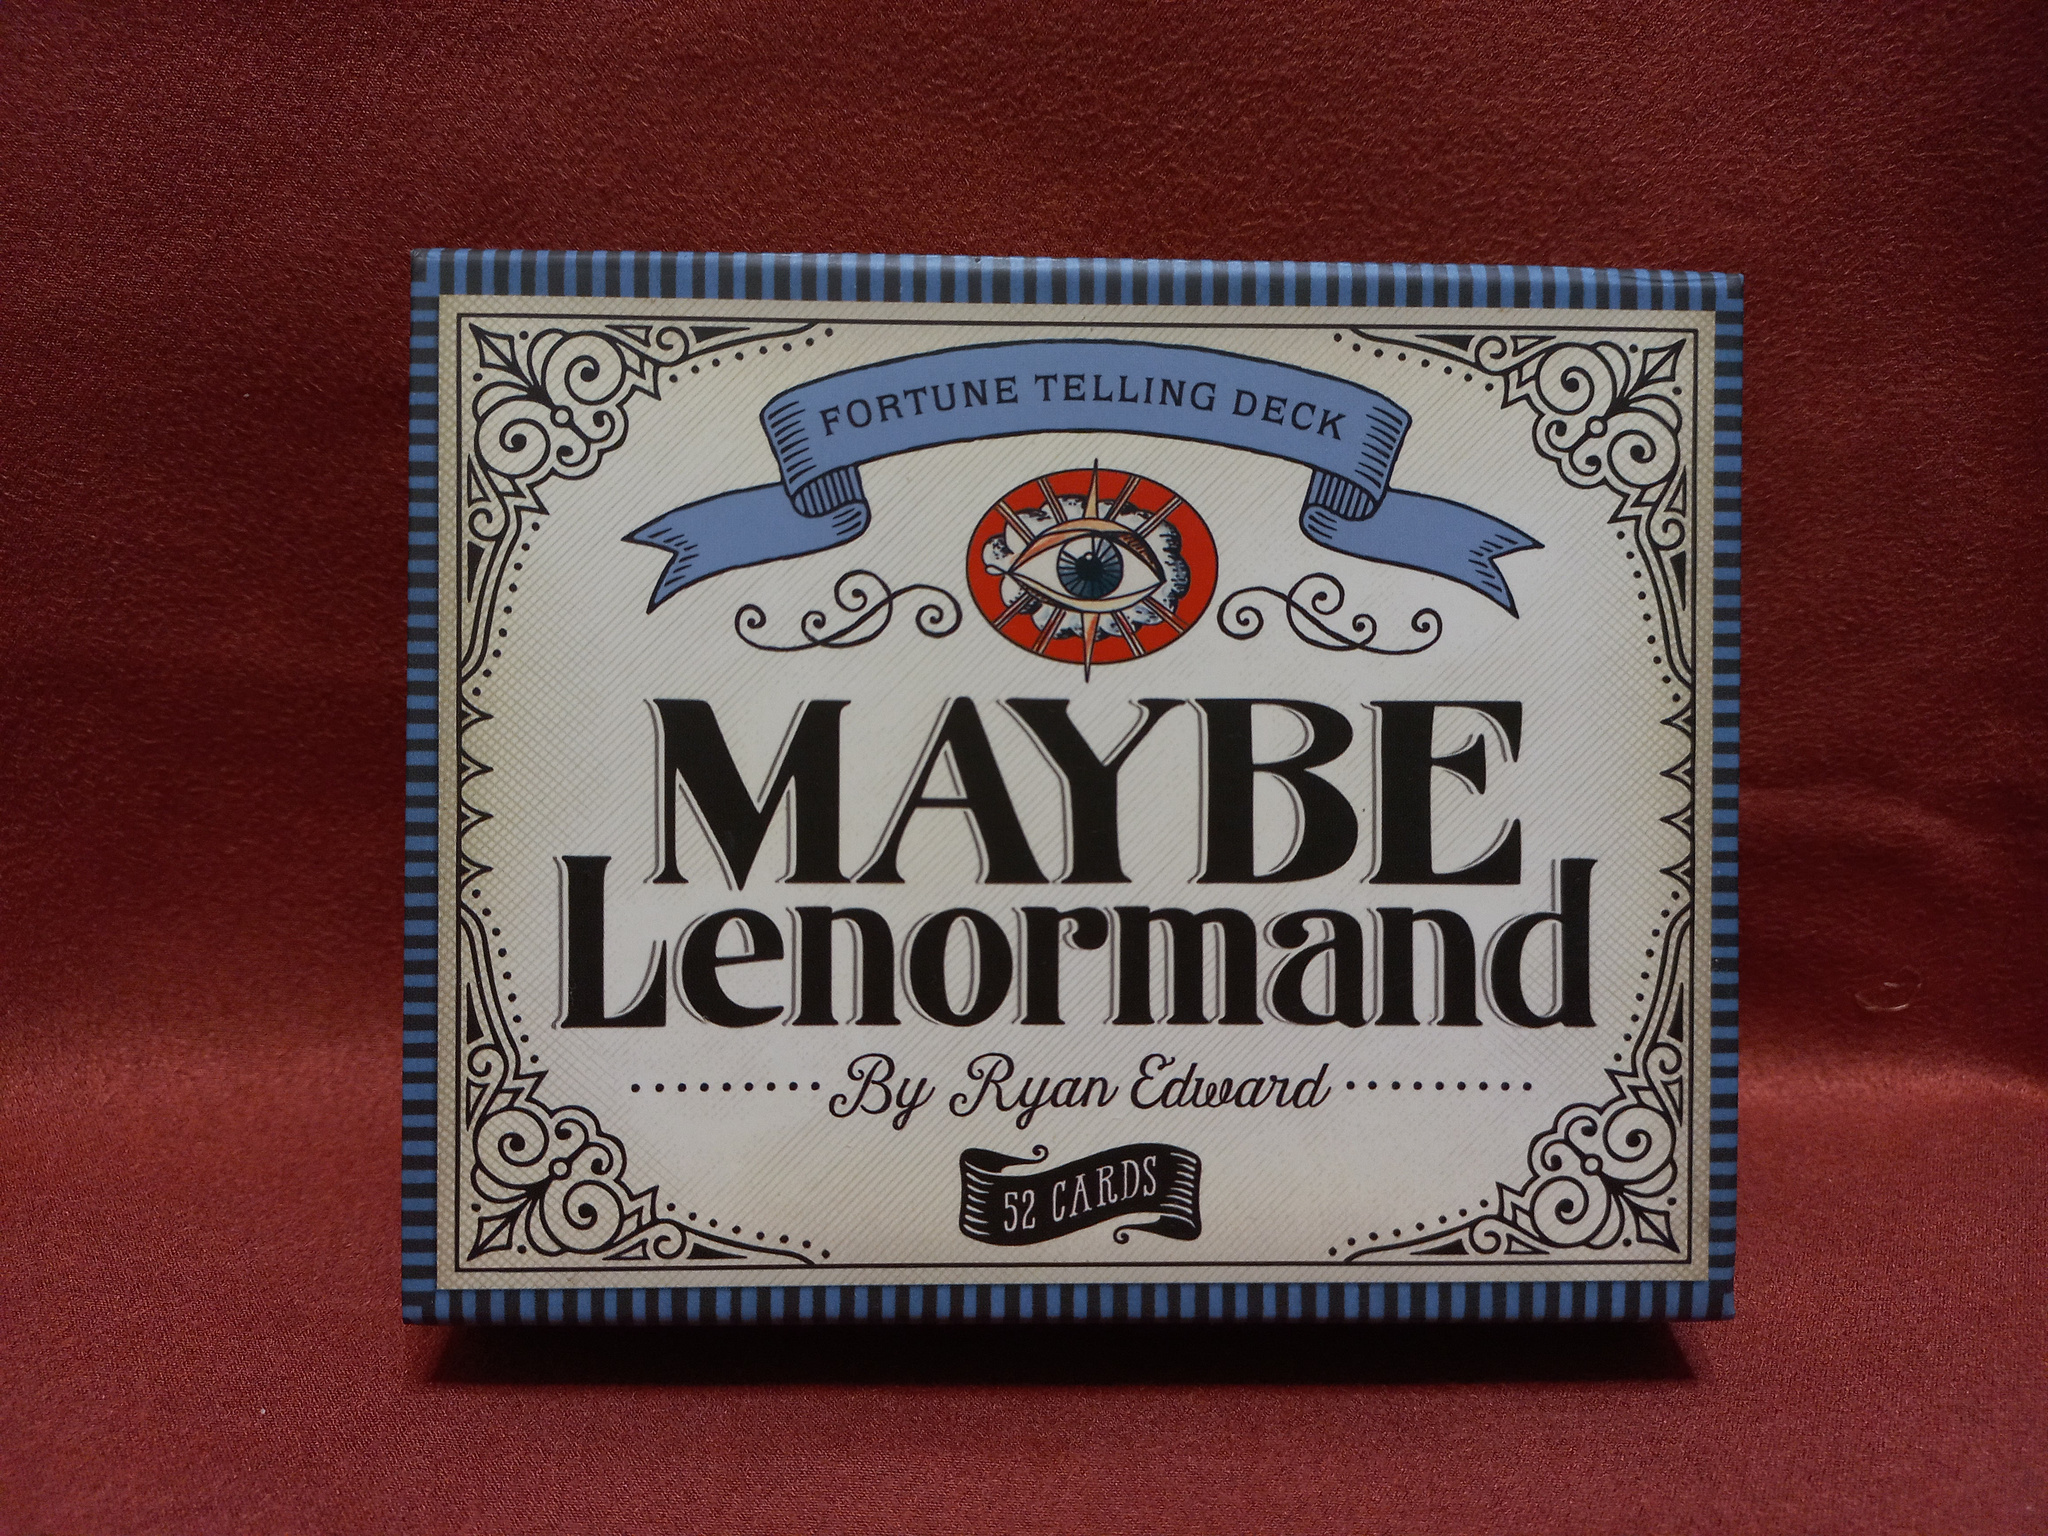 FORTUNE TELLING DECK
MAYBE
Lenormand
By Ryan Edward
52 CARDS